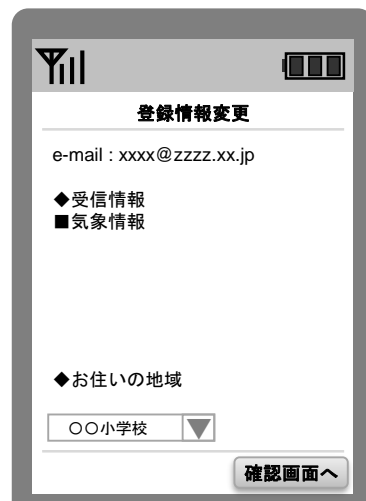 登録情報変更
e-mail : xxxx@zzzz.xx.jp
◆受信情報
■気象情報
◆お住いの地域
○○小学校
確認画面へ